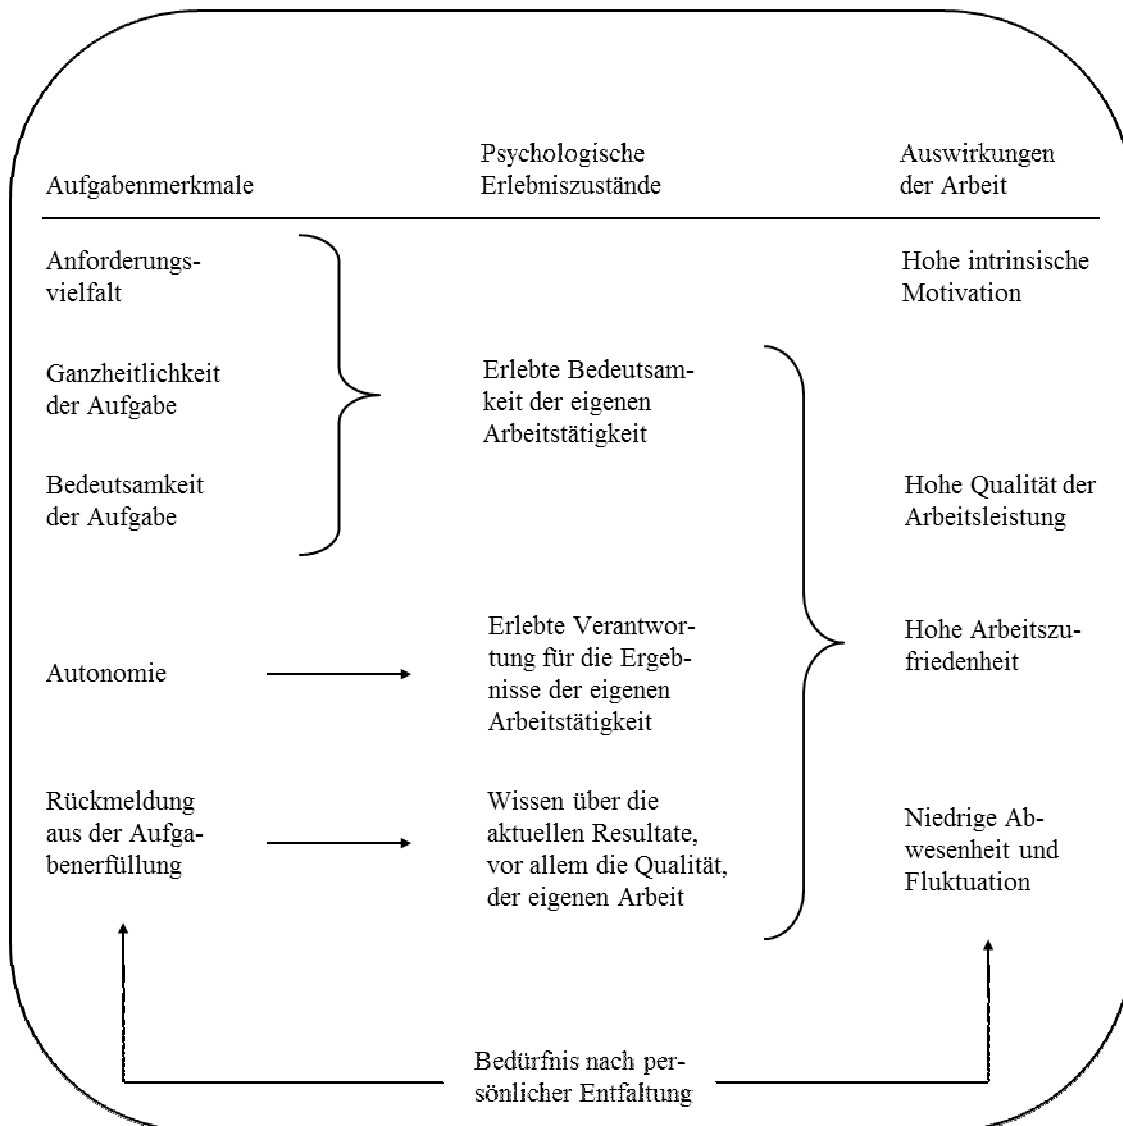 Aufgabenmerkmale
Psychologische
Erlebniszustände
Auswirkungen
der Arbeit
Anforderungs-
vielfalt
Ganzheitlichkeit
der Aufgabe
Bedeutsamkeit
der Aufgabe
Autonomie
Rückmeldung
aus der Aufga-
benerfüllung
Erlebte Bedeutsam-
keit der eigenen
Arbeitstätigkeit
Erlebte Verantwor-
tung für die Ergeb-
nisse der eigenen
Arbeitstätigkeit
Wissen über die
aktuellen Resultate,
vor allem die Qualität,
der eigenen Arbeit
Hohe intrinsische
Motivation
Hohe Qualität der
Arbeitsleistung
Hohe Arbeitszu-
friedenheit
Niedrige Ab-
wesenheit und
Fluktuation
Bedürfnis nach per-
sönlicher Entfaltung